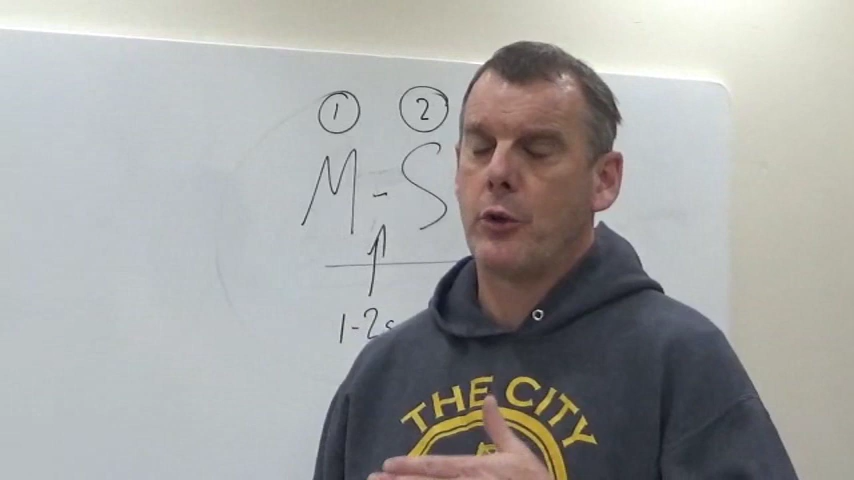 ① ②
M - S
1-2s
THE CITY